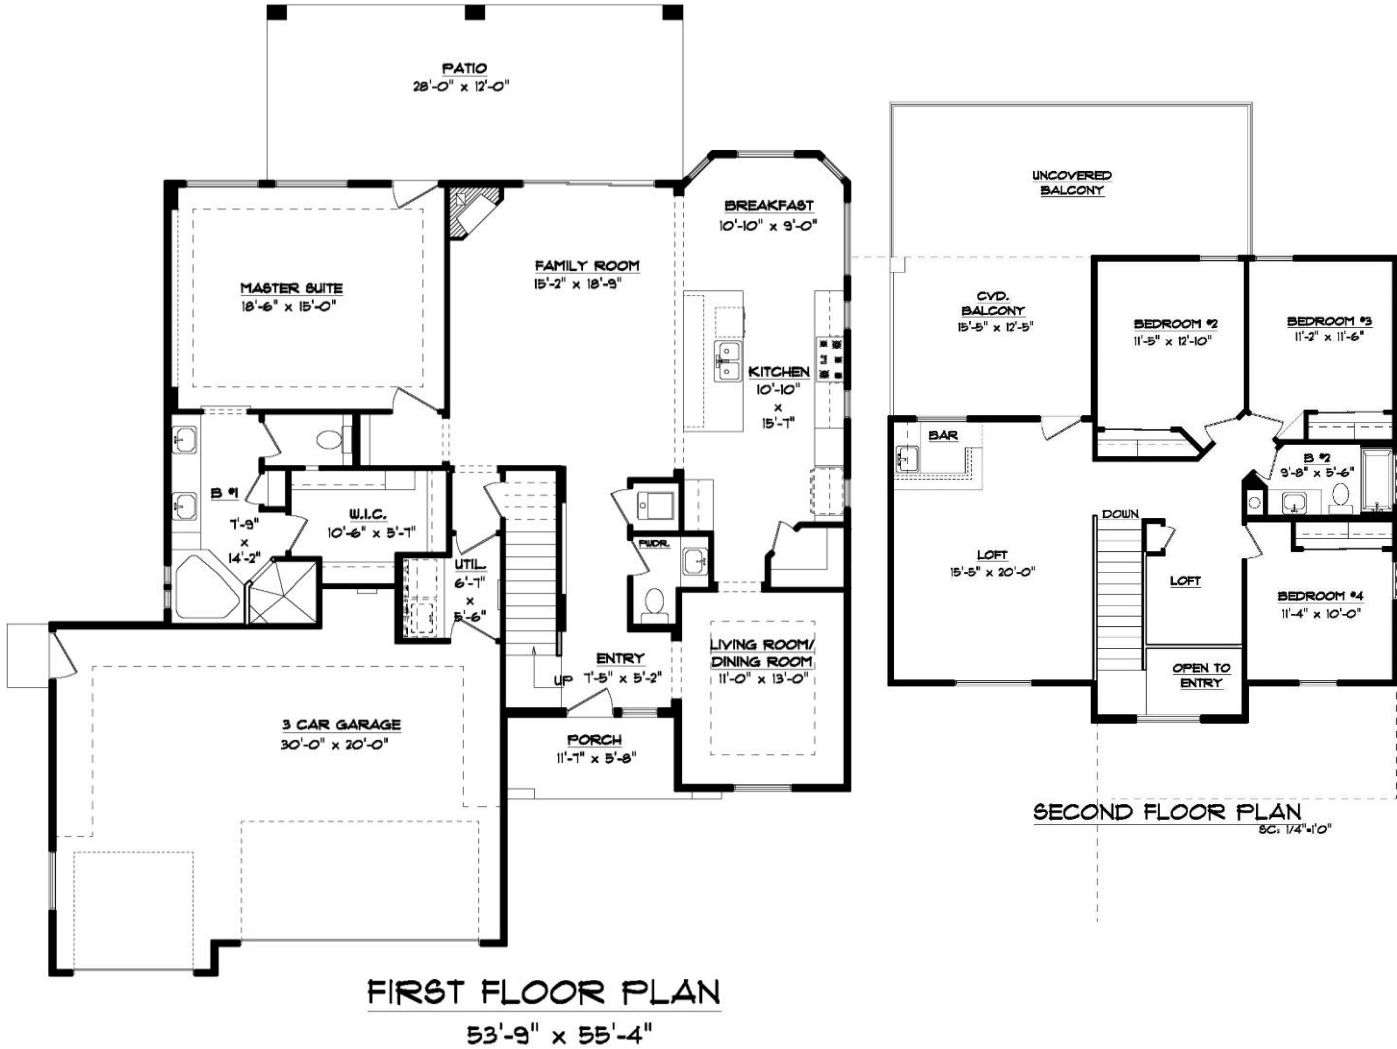 PATIO
28'-0" x 12'-0"
BREAKFAST
10'-10" x 9'-0"
FAMILY ROOM
15'-2" x 18'-9"
MASTER SUITE
18'-6" x 15'-0"
KITCHEN
10'-10"
x
15'-7"
B #1
7'-9"
x
14'-2"
W.I.C.
10'-6" x 5'-7"
UTIL.
6'-7"
x
5'-6"
PWDR.
ENTRY
7'-5" x 5'-2"
UP
LIVING ROOM/
DINING ROOM
11'-0" x 13'-0"
3 CAR GARAGE
30'-0" x 20'-0"
PORCH
11'-7" x 5'-8"
FIRST FLOOR PLAN
53'-9" x 55'-4"
UNCOVERED
BALCONY
CVD.
BALCONY
15'-5" x 12'-5"
BEDROOM #2
11'-5" x 12'-10"
BEDROOM #3
11'-2" x 11'-6"
BAR
B #2
9'-8" x 5'-6"
DOWN
LOFT
15'-5" x 20'-0"
LOFT
BEDROOM #4
11'-4" x 10'-0"
OPEN TO
ENTRY
SECOND FLOOR PLAN
SC: 1/4"=1'0"